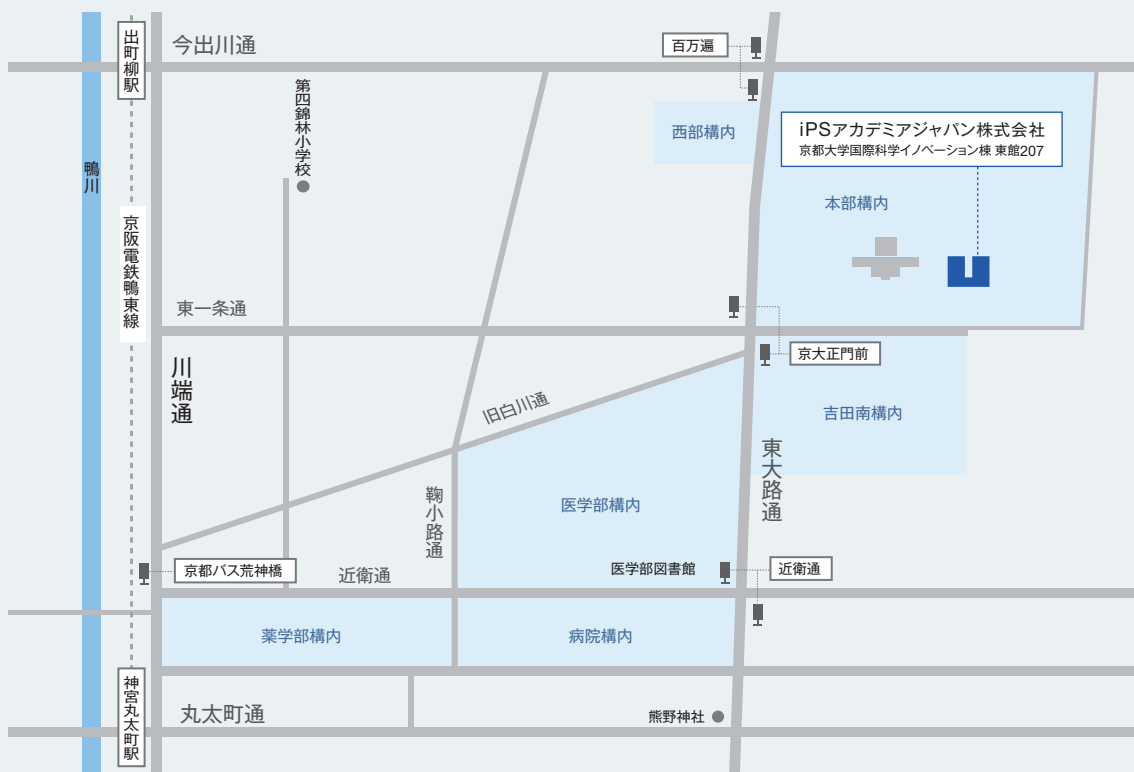 出町柳駅
今出川通
百万遍
第四錦林小学校
西部構内
iPSアカデミアジャパン株式会社
京都大学国際科学イノベーション棟 東館207
鴨川
本部構内
京阪電鉄鴨東線
東一条通
京大正門前
川端通
旧白川通
吉田南構内
東大路通
鞠小路通
医学部構内
京都バス荒神橋
近衛通
医学部図書館
近衛通
薬学部構内
病院構内
神宮丸太町駅
丸太町通
熊野神社